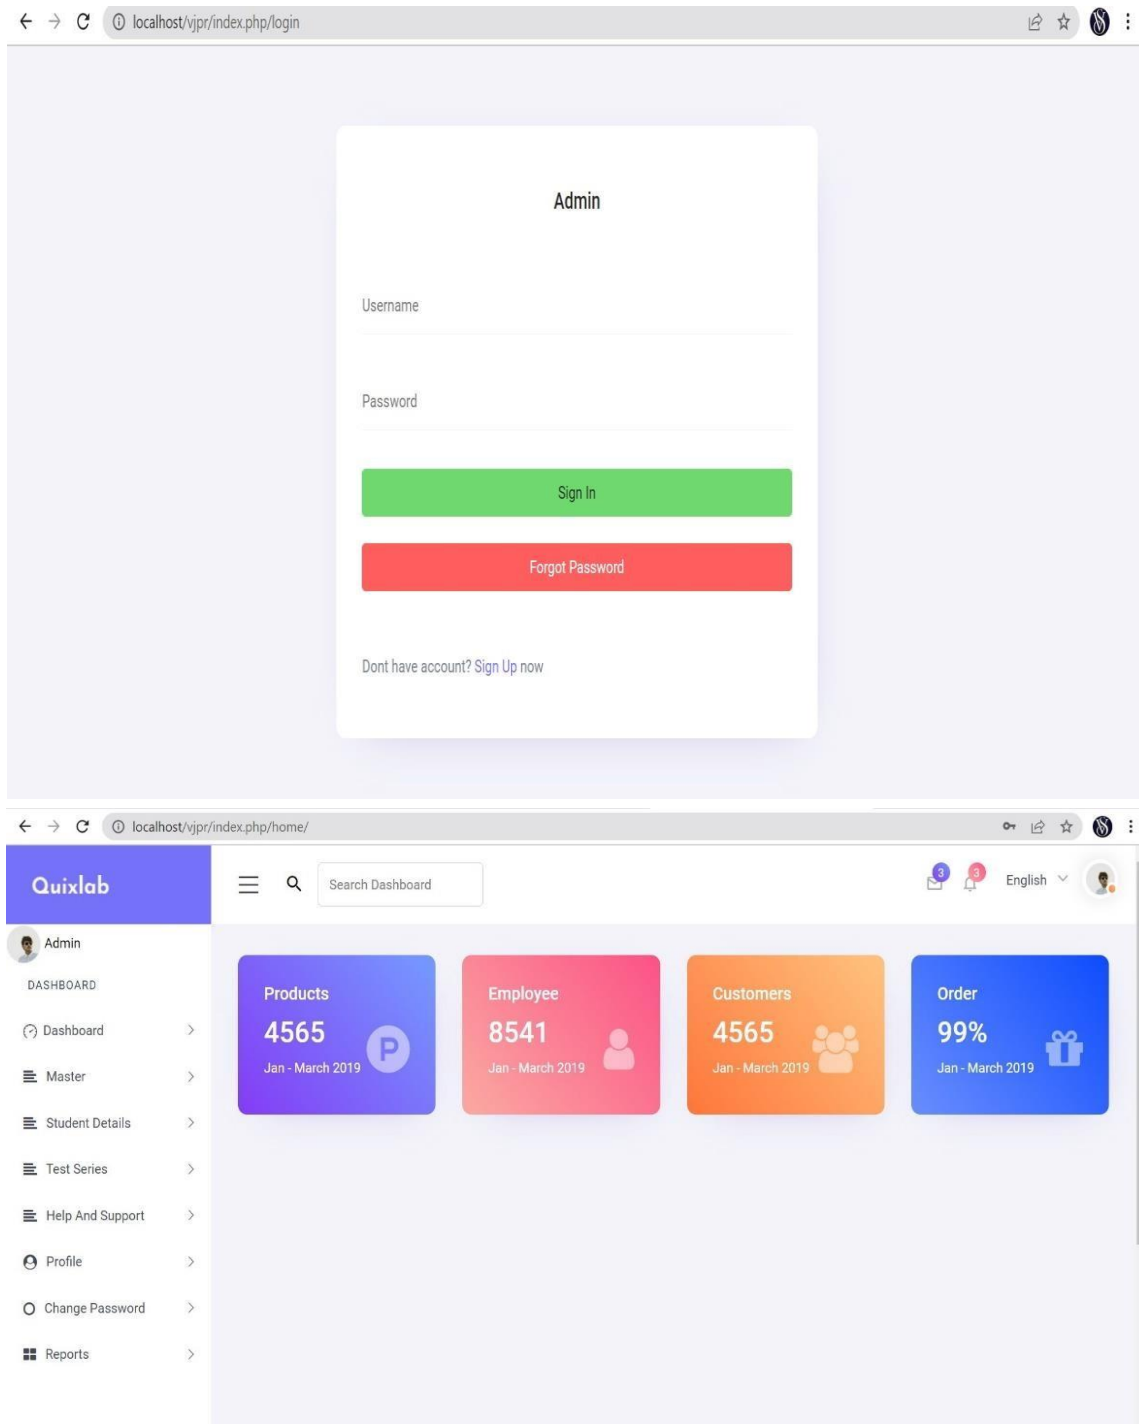 localhost/vjpr/index.php/login
Admin
Username
Password
Sign In
Forgot Password
Dont have account? Sign Up now
localhost/vjpr/index.php/home/
Quixlab
Search Dashboard
3
3
English
Admin
DASHBOARD
Dashboard
Master
Student Details
Test Series
Help And Support
Profile
Change Password
Reports
Products
4565
Jan - March 2019
P
Employee
8541
Jan - March 2019
Customers
4565
Jan - March 2019
Order
99%
Jan - March 2019